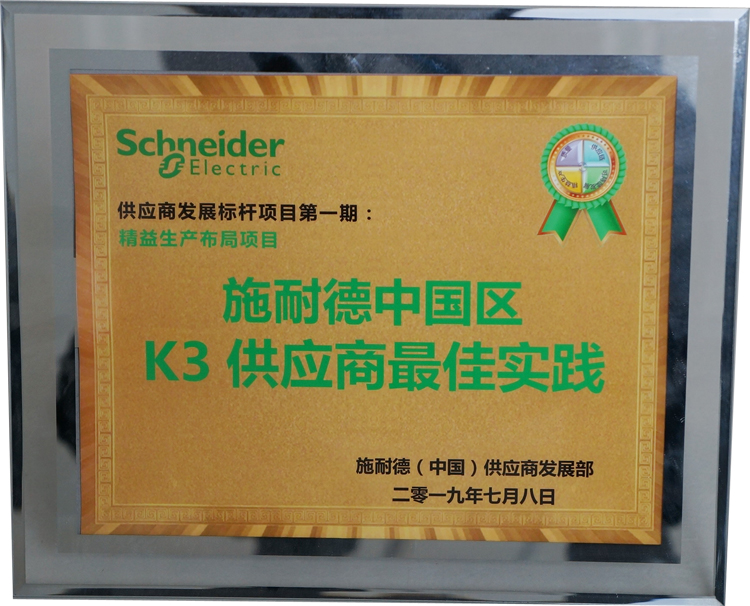 Schneider
Electric
供应商发展标杆项目第一期：
精益生产布局项目
施耐德中国区
K3 供应商最佳实践
施耐德（中国）供应商发展部
二零一九年七月八日